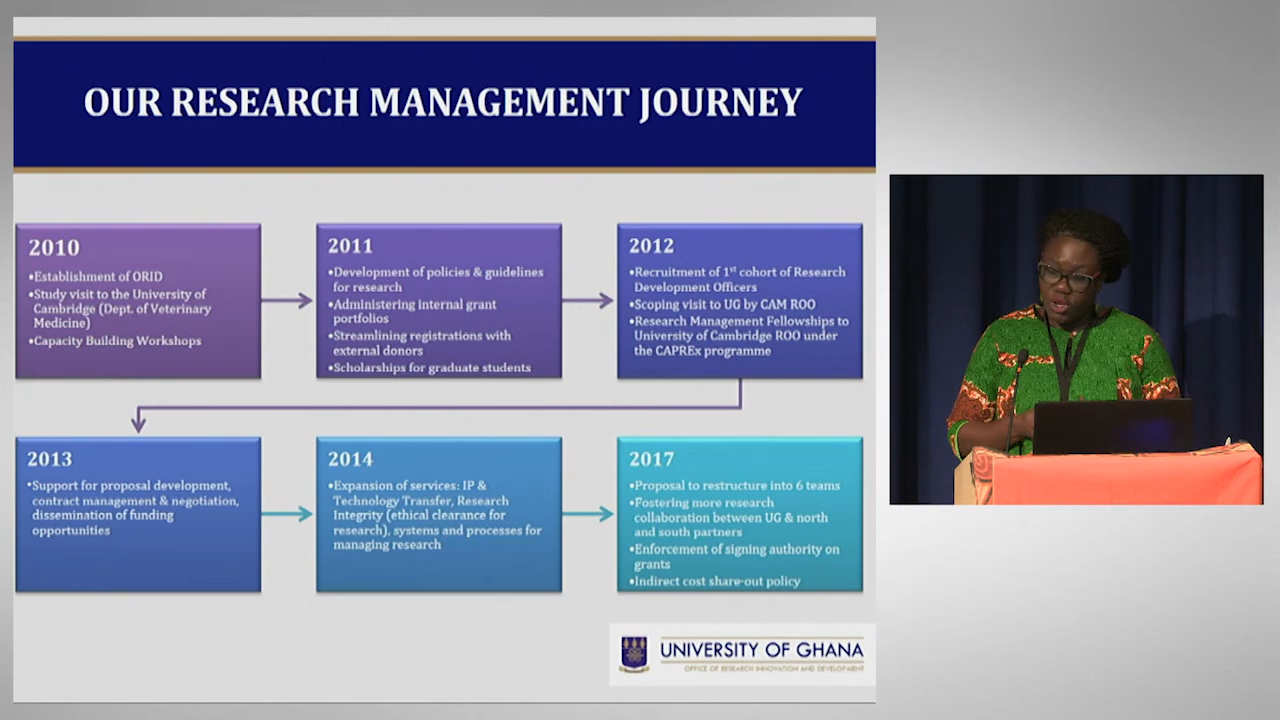 OUR RESEARCH MANAGEMENT JOURNEY
2010
•Establishment of ORID
•Study visit to the University of
Cambridge (Dept. of Veterinary
Medicine)
•Capacity Building Workshops
2011
•Development of policies & guidelines
for research
•Administering internal grant
portfolios
•Streamlining registrations with
external donors
•Scholarships for graduate students
2012
•Recruitment of 1st cohort of Research
Development Officers
•Scoping visit to UG by CAM ROO
•Research Management Fellowships to
University of Cambridge ROO under
the CAPREx programme
2013
•Support for proposal development,
contract management & negotiation,
dissemination of funding
opportunities
2014
•Expansion of services: IP &
Technology Transfer, Research
Integrity (ethical clearance for
research), systems and processes for
managing research
2017
•Proposal to restructure into 6 teams
•Fostering more research
collaboration between UG & north
and south partners
•Enforcement of signing authority on
grants
•Indirect cost share-out policy
UNIVERSITY OF GHANA
OFFICE OF RESEARCH INNOVATION AND DEVELOPMENT